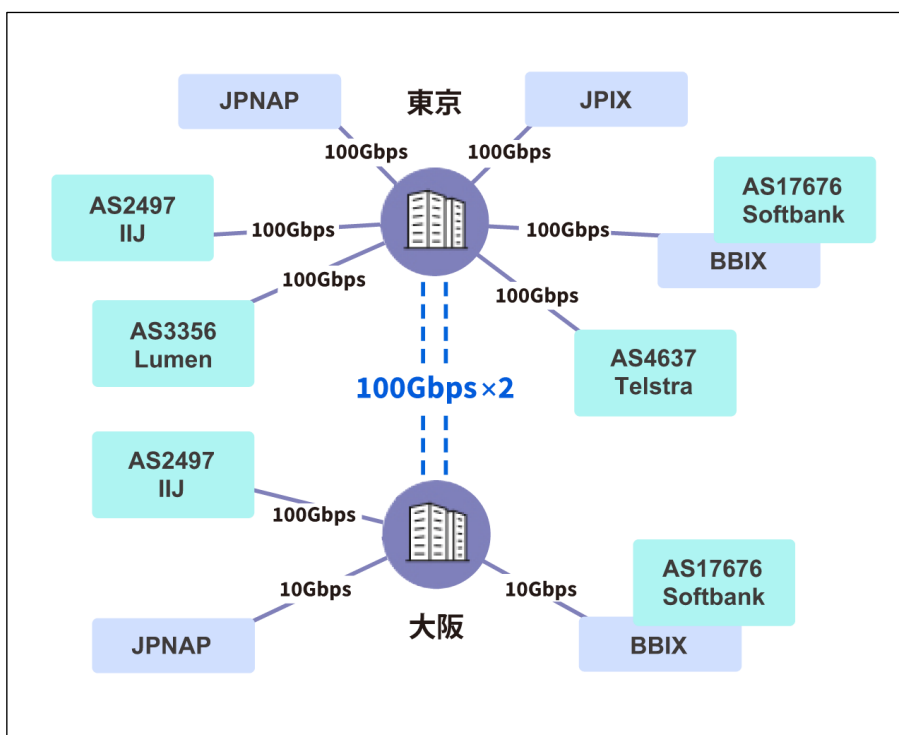 JPNAP
東京
JPIX
100Gbps
100Gbps
AS17676
Softbank
AS2497
IIJ
100Gbps
100Gbps
BBIX
100Gbps
100Gbps
AS3356
Lumen
AS4637
Telstra
100Gbps×2
AS2497
IIJ
100Gbps
AS17676
Softbank
10Gbps
10Gbps
JPNAP
大阪
BBIX